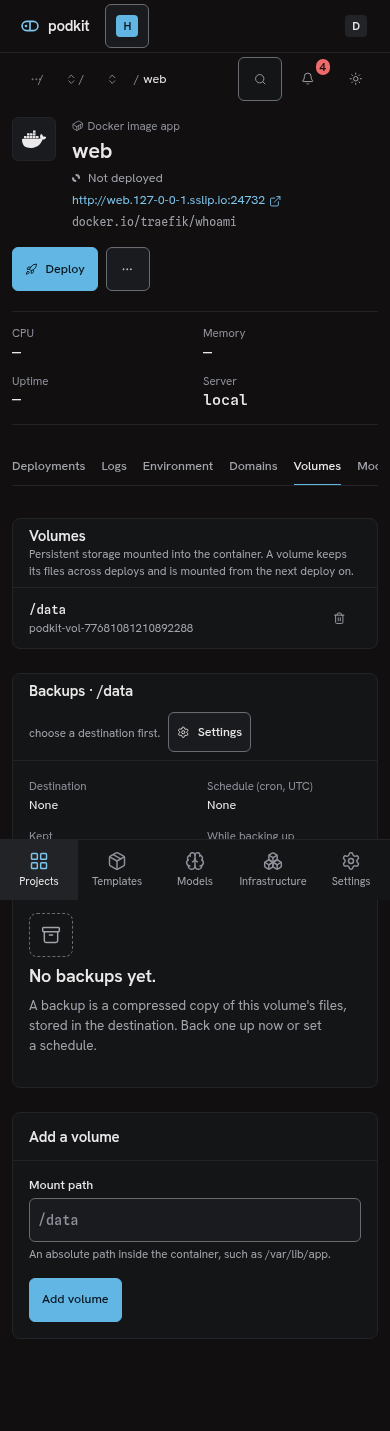 podkit
H
D
··/
/
/ web
4
Docker image app
web
Not deployed
http://web.127-0-0-1.sslip.io:24732
docker.io/traefik/whoami
Deploy
···
CPU
—
Memory
—
Uptime
—
Server
local
Deployments Logs Environment Domains Volumes
Volumes
Persistent storage mounted into the container. A volume keeps
its files across deploys and is mounted from the next deploy on.
/data
podkit-vol-77681081210892288
Backups · /data
choose a destination first.
Settings
Destination
None
Schedule (cron, UTC)
None
Kept
While backing up
Projects
Templates
Models
Infrastructure
Settings
No backups yet.
A backup is a compressed copy of this volume's files,
stored in the destination. Back one up now or set
a schedule.
Add a volume
Mount path
/data
An absolute path inside the container, such as /var/lib/app.
Add volume